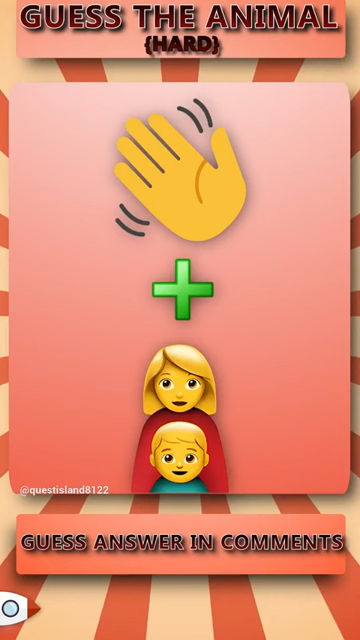 GUESS THE ANIMAL
{HARD}
@questisland8122
GUESS ANSWER IN COMMENTS